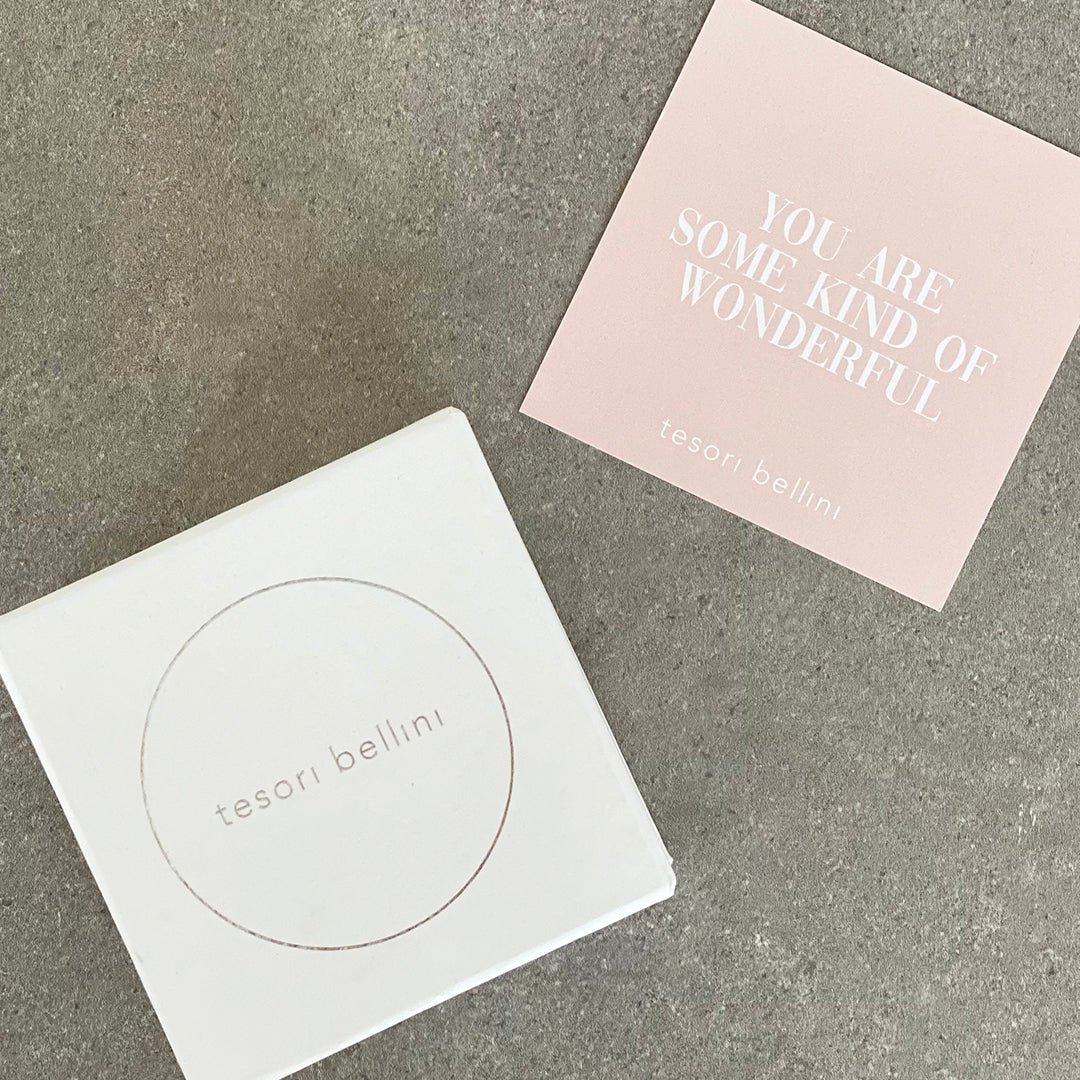 YOU ARE
SOME KIND OF
WONDERFUL
tesori bellini
tesori bellini